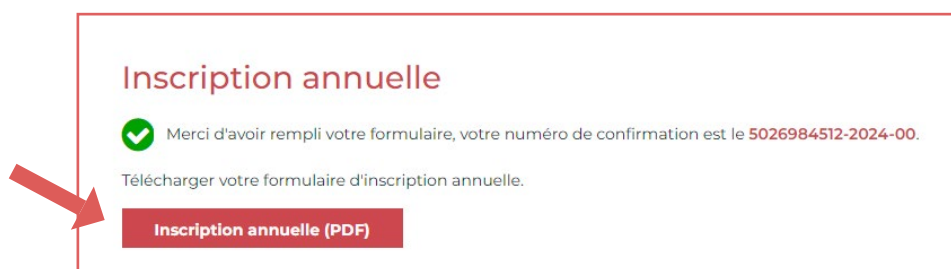 Inscription annuelle
Merci d'avoir rempli votre formulaire, votre numéro de confirmation est le 5026984512-2024-00.
Télécharger votre formulaire d'inscription annuelle.
Inscription annuelle (PDF)